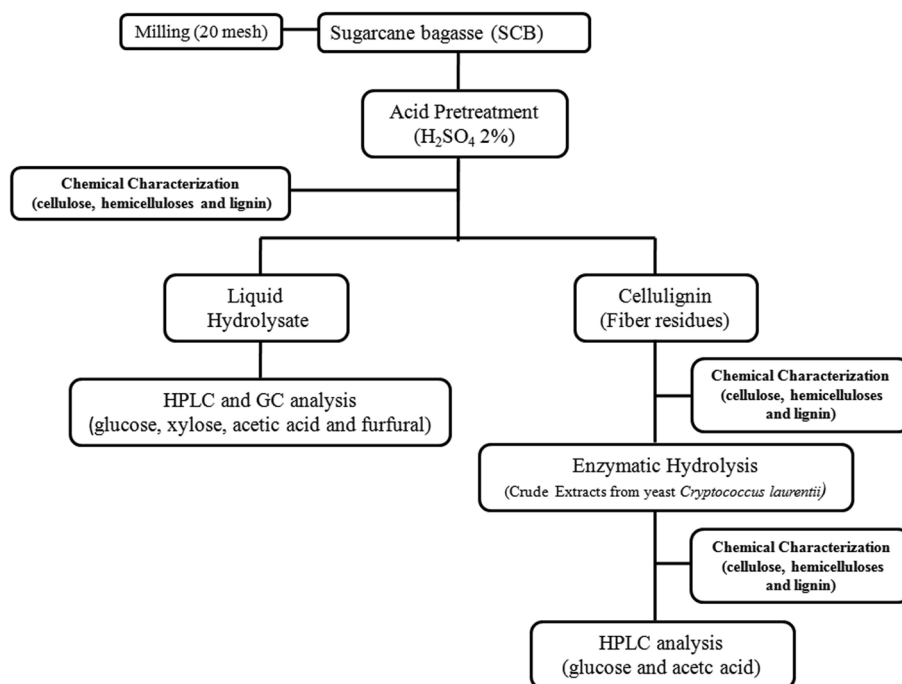 Milling (20 mesh)
Sugarcane bagasse (SCB)
Acid Pretreatment
(H₂SO₄ 2%)
Chemical Characterization
(cellulose, hemicelluloses and lignin)
Liquid
Hydrolysate
Cellulignin
(Fiber residues)
HPLC and GC analysis
(glucose, xylose, acetic acid and furfural)
Chemical Characterization
(cellulose, hemicelluloses
and lignin)
Enzymatic Hydrolysis
(Crude Extracts from yeast Cryptococcus laurentii)
Chemical Characterization
(cellulose, hemicelluloses
and lignin)
HPLC analysis
(glucose and acetc acid)